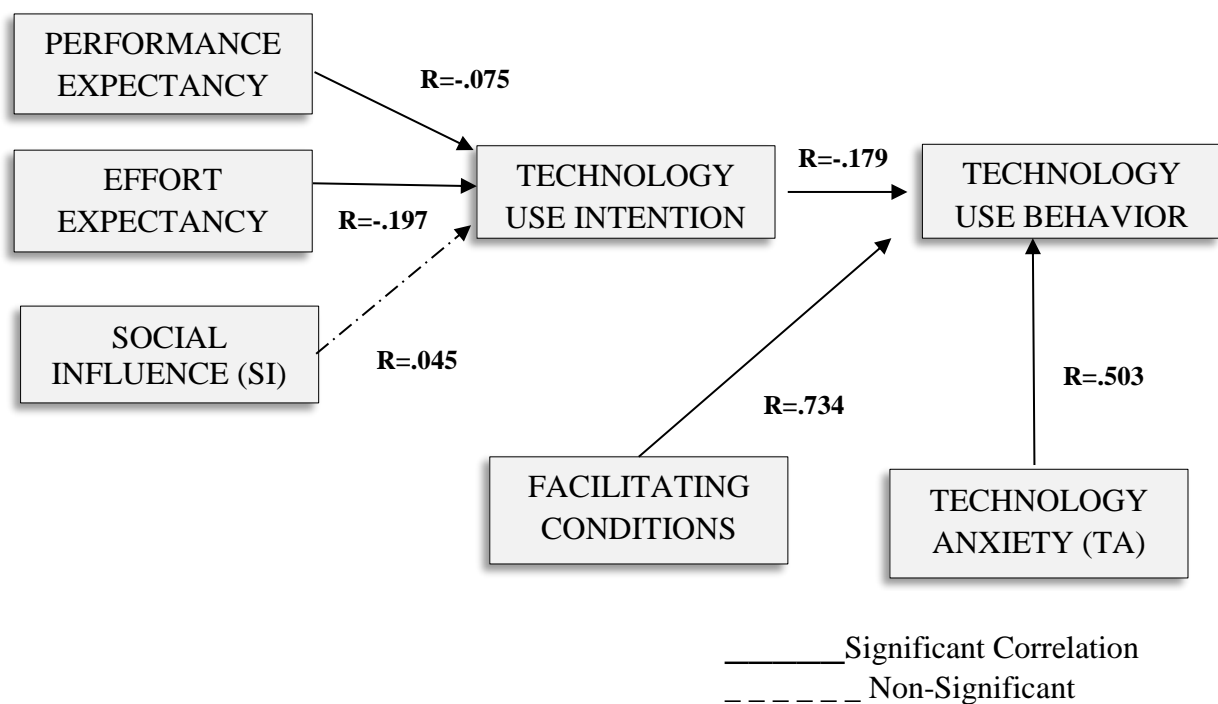 PERFORMANCE
EXPECTANCY
R=-.075
EFFORT
EXPECTANCY
R=-.197
TECHNOLOGY
USE INTENTION
R=-.179
TECHNOLOGY
USE BEHAVIOR
SOCIAL
INFLUENCE (SI)
R=.045
R=.734
R=.503
FACILITATING
CONDITIONS
TECHNOLOGY
ANXIETY (TA)
______Significant Correlation
_ _ _ _ _ _ Non-Significant